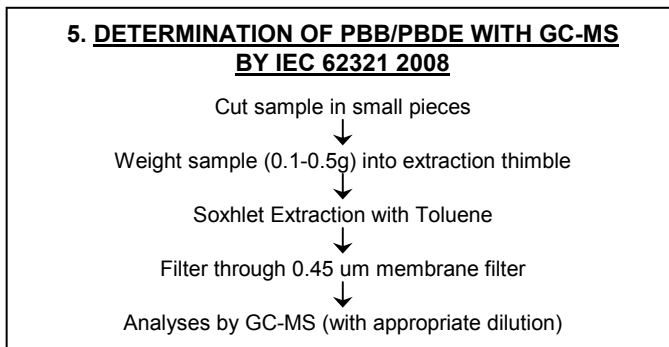 5. DETERMINATION OF PBB/PBDE WITH GC-MS
BY IEC 62321 2008
Cut sample in small pieces
Weight sample (0.1-0.5g) into extraction thimble
Soxhlet Extraction with Toluene
Filter through 0.45 um membrane filter
Analyses by GC-MS (with appropriate dilution)